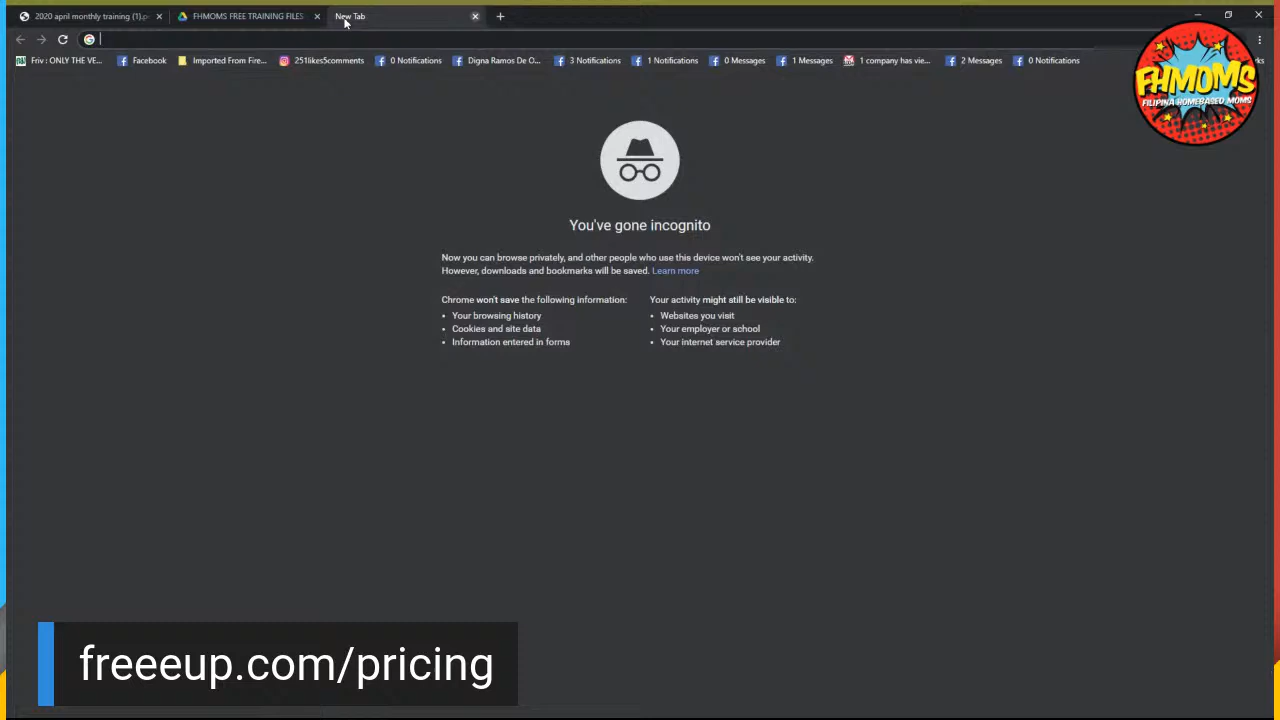 2020 april monthly training (1).p
FHMOMS FREE TRAINING FILES
New Tab
Friv : ONLY THE VE...
Facebook
Imported From Fire...
251likes5comments
0 Notifications
Digna Ramos De O...
3 Notifications
1 Notifications
0 Messages
1 Messages
1 company has vie...
2 Messages
0 Notifications
FHMOMS
FILIPINA HOMEBASED MOMS
You've gone incognito
Now you can browse privately, and other people who use this device won't see your activity.
However, downloads and bookmarks will be saved. Learn more
Chrome won't save the following information:
Your browsing history
Cookies and site data
Information entered in forms
Your activity might still be visible to:
Websites you visit
Your employer or school
Your internet service provider
freeeup.com/pricing